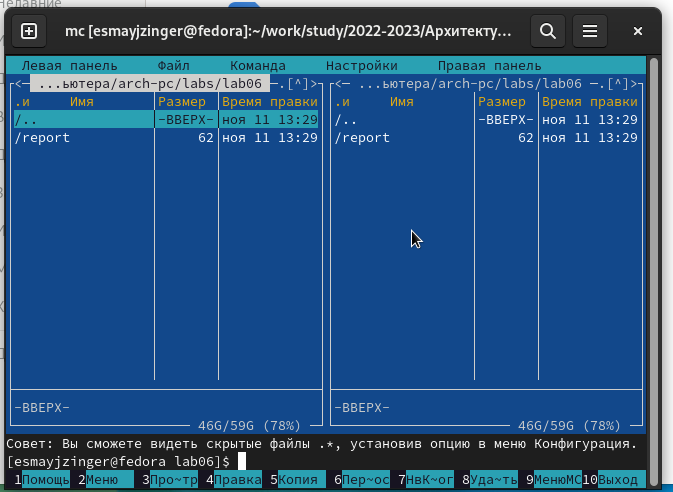 Недавние
mc [esmayjzinger@fedora]:~/work/study/2022-2023/Архитекту...
Левая панель Файл Команда Настройки Правая панель
<— ...ьютера/arch-pc/labs/lab06 —.[^]> <— ...ьютера/arch-pc/labs/lab06 —.[^]>
.и Имя Размер Время правки .и Имя Размер Время правки
/.. -ВВЕРХ- ноя 11 13:29 /.. -ВВЕРХ- ноя 11 13:29
/report 62 ноя 11 13:29 /report 62 ноя 11 13:29
-ВВЕРХ- -ВВЕРХ-
46G/59G (78%) 46G/59G (78%)
Совет: Вы сможете видеть скрытые файлы .*, установив опцию в меню Конфигурация.
[esmayjzinger@fedora lab06]$
1Помощь 2Меню 3Про~тр 4Правка 5Копия 6Пер~ос 7НвК~ог 8Уда~ть 9МенюMC 10Выход